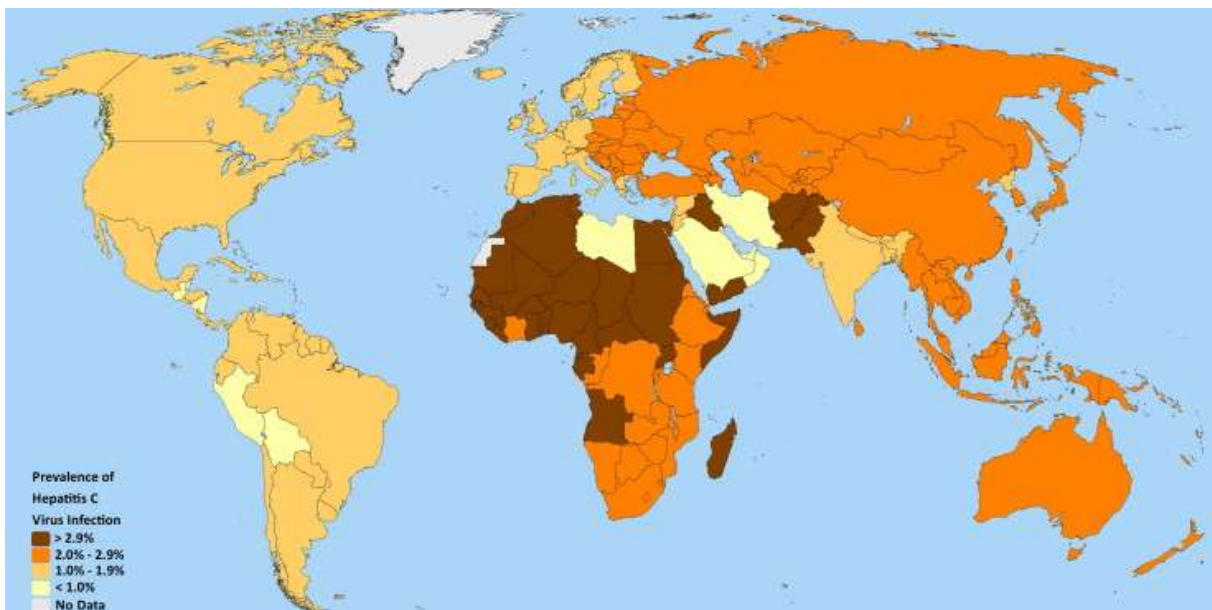 Prevalence of
Hepatitis C
Virus Infection
> 2.9%
2.0% - 2.9%
1.0% - 1.9%
< 1.0%
No Data